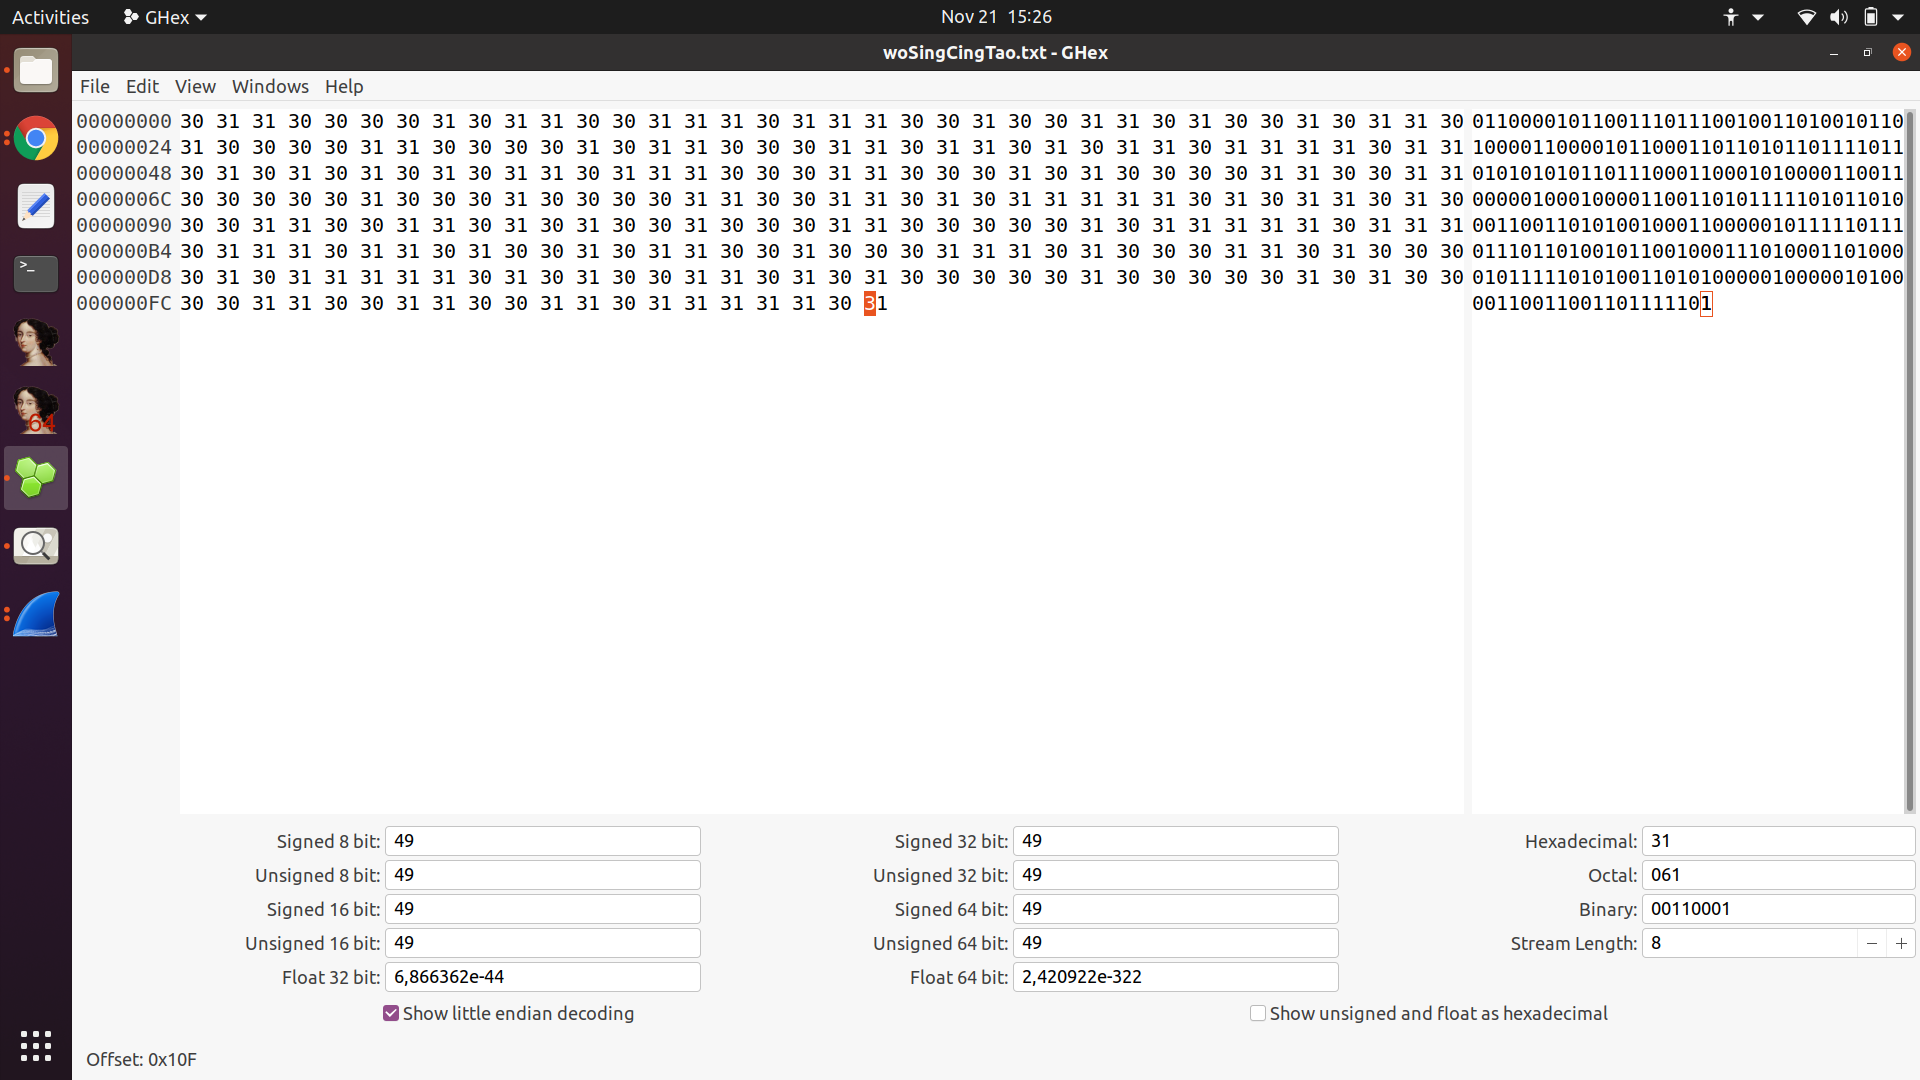 Activities GHex Nov 21 15:26
woSingCingTao.txt - GHex
File Edit View Windows Help
00000000 30 31 31 30 30 30 30 31 30 31 31 30 30 31 31 31 30 31 31 31 30 30 31 30 30 31 31 30 31 30 30 31 30 31 31 30 011000010110011101110010011010010110
00000024 31 30 30 30 30 31 31 30 30 30 30 31 30 31 31 30 30 30 31 31 30 31 31 30 31 30 31 31 30 31 31 31 31 30 31 31 100001100001011000110110101101111011
00000048 30 31 30 31 30 31 30 31 30 31 31 30 31 31 31 30 30 30 31 31 30 30 30 31 30 31 30 30 30 30 31 31 30 30 31 31 010101010110111000110001010000110011
0000006C 30 30 30 30 30 31 30 30 30 31 30 30 30 30 31 31 30 30 31 31 30 31 30 31 31 31 31 31 30 31 30 31 31 30 31 30 000001000100001100110101111101011010
00000090 30 30 31 31 30 30 31 31 30 31 30 31 30 30 31 30 30 30 31 31 30 30 30 30 30 31 30 31 31 31 31 31 30 31 31 31 001100110101001000110000010111110111
000000B4 30 31 31 31 30 31 31 30 31 30 30 31 30 31 31 30 30 31 30 30 30 31 31 31 30 31 30 30 30 31 31 30 31 30 30 30 011101101001011001000111010001101000
000000D8 30 31 30 31 31 31 31 31 30 31 30 31 30 30 31 31 30 31 30 31 30 30 30 30 30 31 30 30 30 30 30 31 30 31 30 30 010111110101001101010000010000010100
000000FC 30 30 31 31 30 30 31 31 30 30 31 31 30 31 31 31 31 31 30 31 00110011001101111101
>_
64
Signed 8 bit: 49 Signed 32 bit: 49 Hexadecimal: 31
Unsigned 8 bit: 49 Unsigned 32 bit: 49 Octal: 061
Signed 16 bit: 49 Signed 64 bit: 49 Binary: 00110001
Unsigned 16 bit: 49 Unsigned 64 bit: 49 Stream Length: 8 − +
Float 32 bit: 6,866362e-44 Float 64 bit: 2,420922e-322
Show little endian decoding Show unsigned and float as hexadecimal
Offset: 0x10F